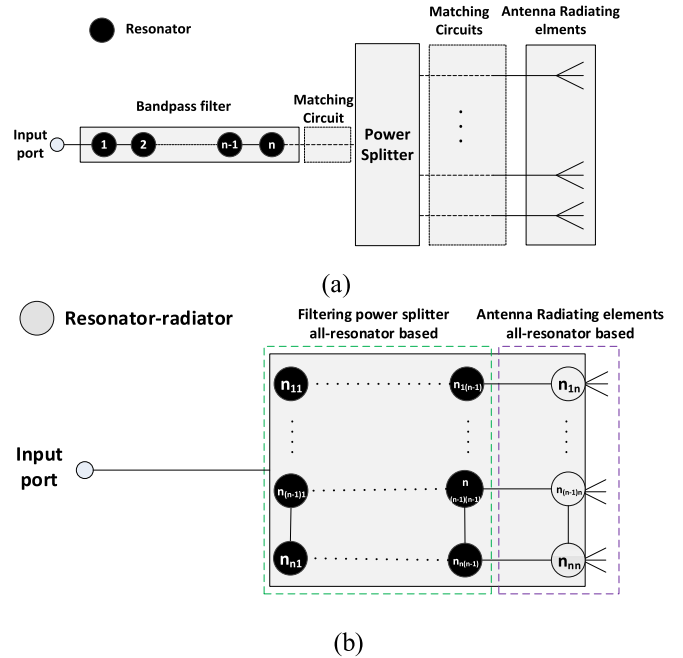 Resonator
Bandpass filter
Matching
Circuit
Matching
Circuits
Antenna Radiating
elments
Input
port
1
2
n-1
n
Power
Splitter
(a)
Resonator-radiator
Filtering power splitter
all-resonator based
Antenna Radiating elements
all-resonator based
Input
port
n11
n1(n-1)
n1n
n(n-1)1
n
(n-1)(n-1)
n(n-1)n
nn1
nn(n-1)
nnn
(b)